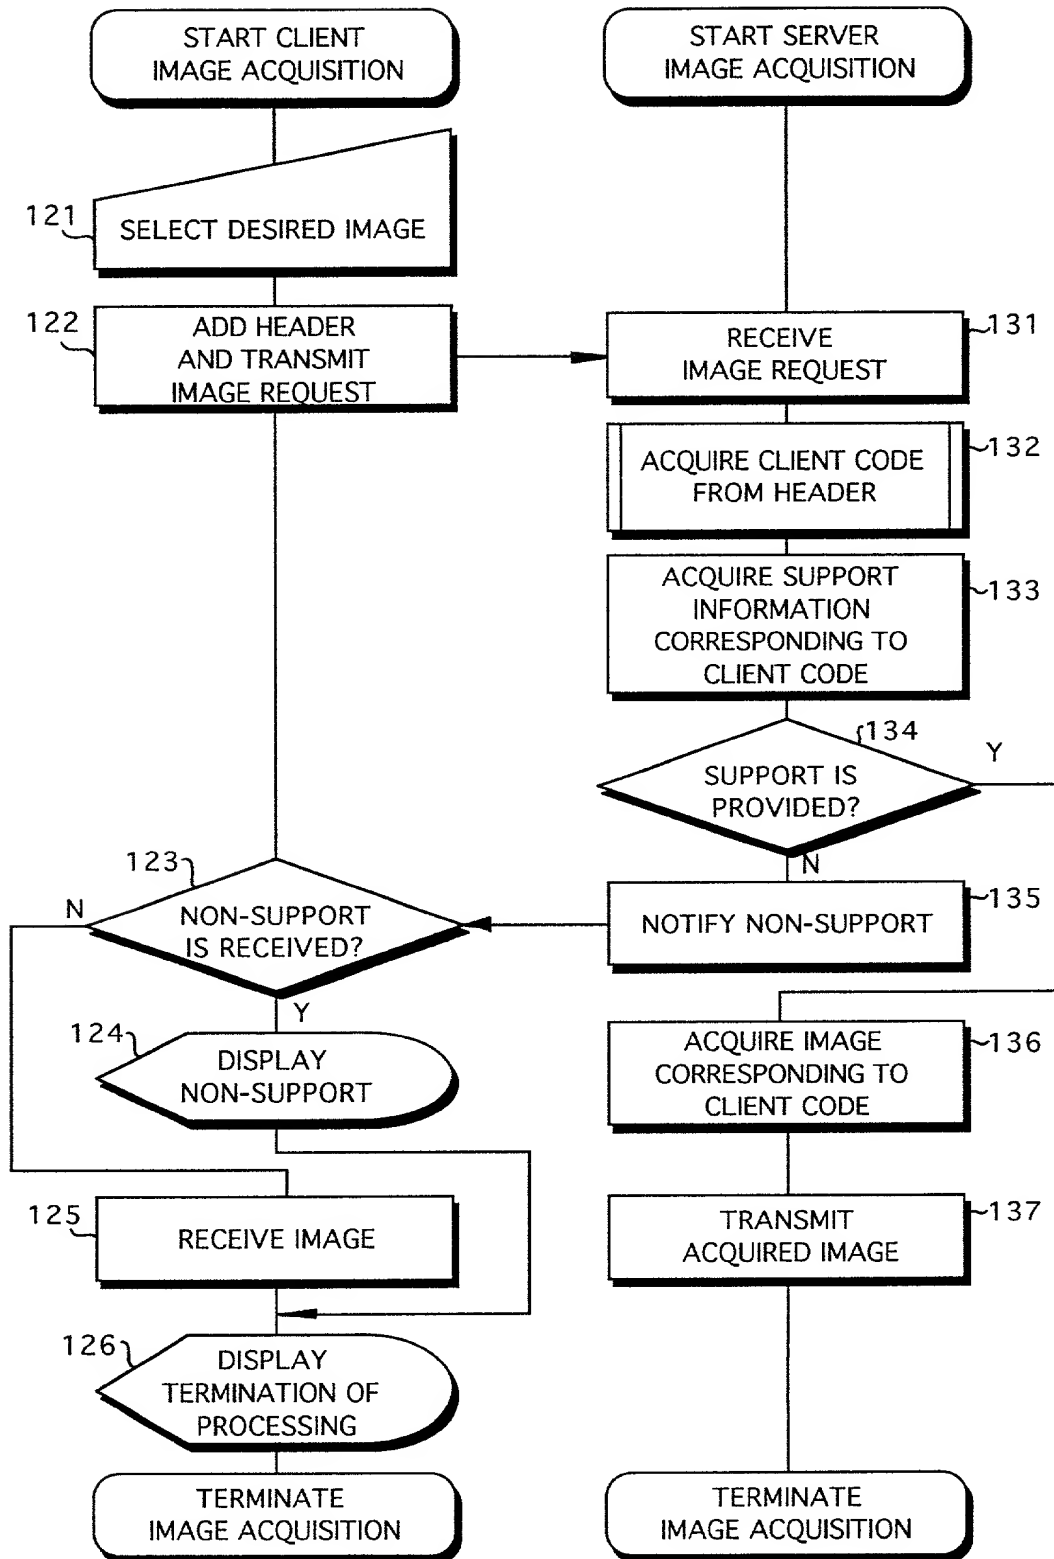 START CLIENT
IMAGE ACQUISITION
START SERVER
IMAGE ACQUISITION
121
SELECT DESIRED IMAGE
122
ADD HEADER
AND TRANSMIT
IMAGE REQUEST
RECEIVE
IMAGE REQUEST
131
ACQUIRE CLIENT CODE
FROM HEADER
132
ACQUIRE SUPPORT
INFORMATION
CORRESPONDING TO
CLIENT CODE
133
134
SUPPORT IS
PROVIDED?
Y
N
123
N
NON-SUPPORT
IS RECEIVED?
Y
NOTIFY NON-SUPPORT
135
124
DISPLAY
NON-SUPPORT
ACQUIRE IMAGE
CORRESPONDING TO
CLIENT CODE
136
125
RECEIVE IMAGE
TRANSMIT
ACQUIRED IMAGE
137
126
DISPLAY
TERMINATION OF
PROCESSING
TERMINATE
IMAGE ACQUISITION
TERMINATE
IMAGE ACQUISITION